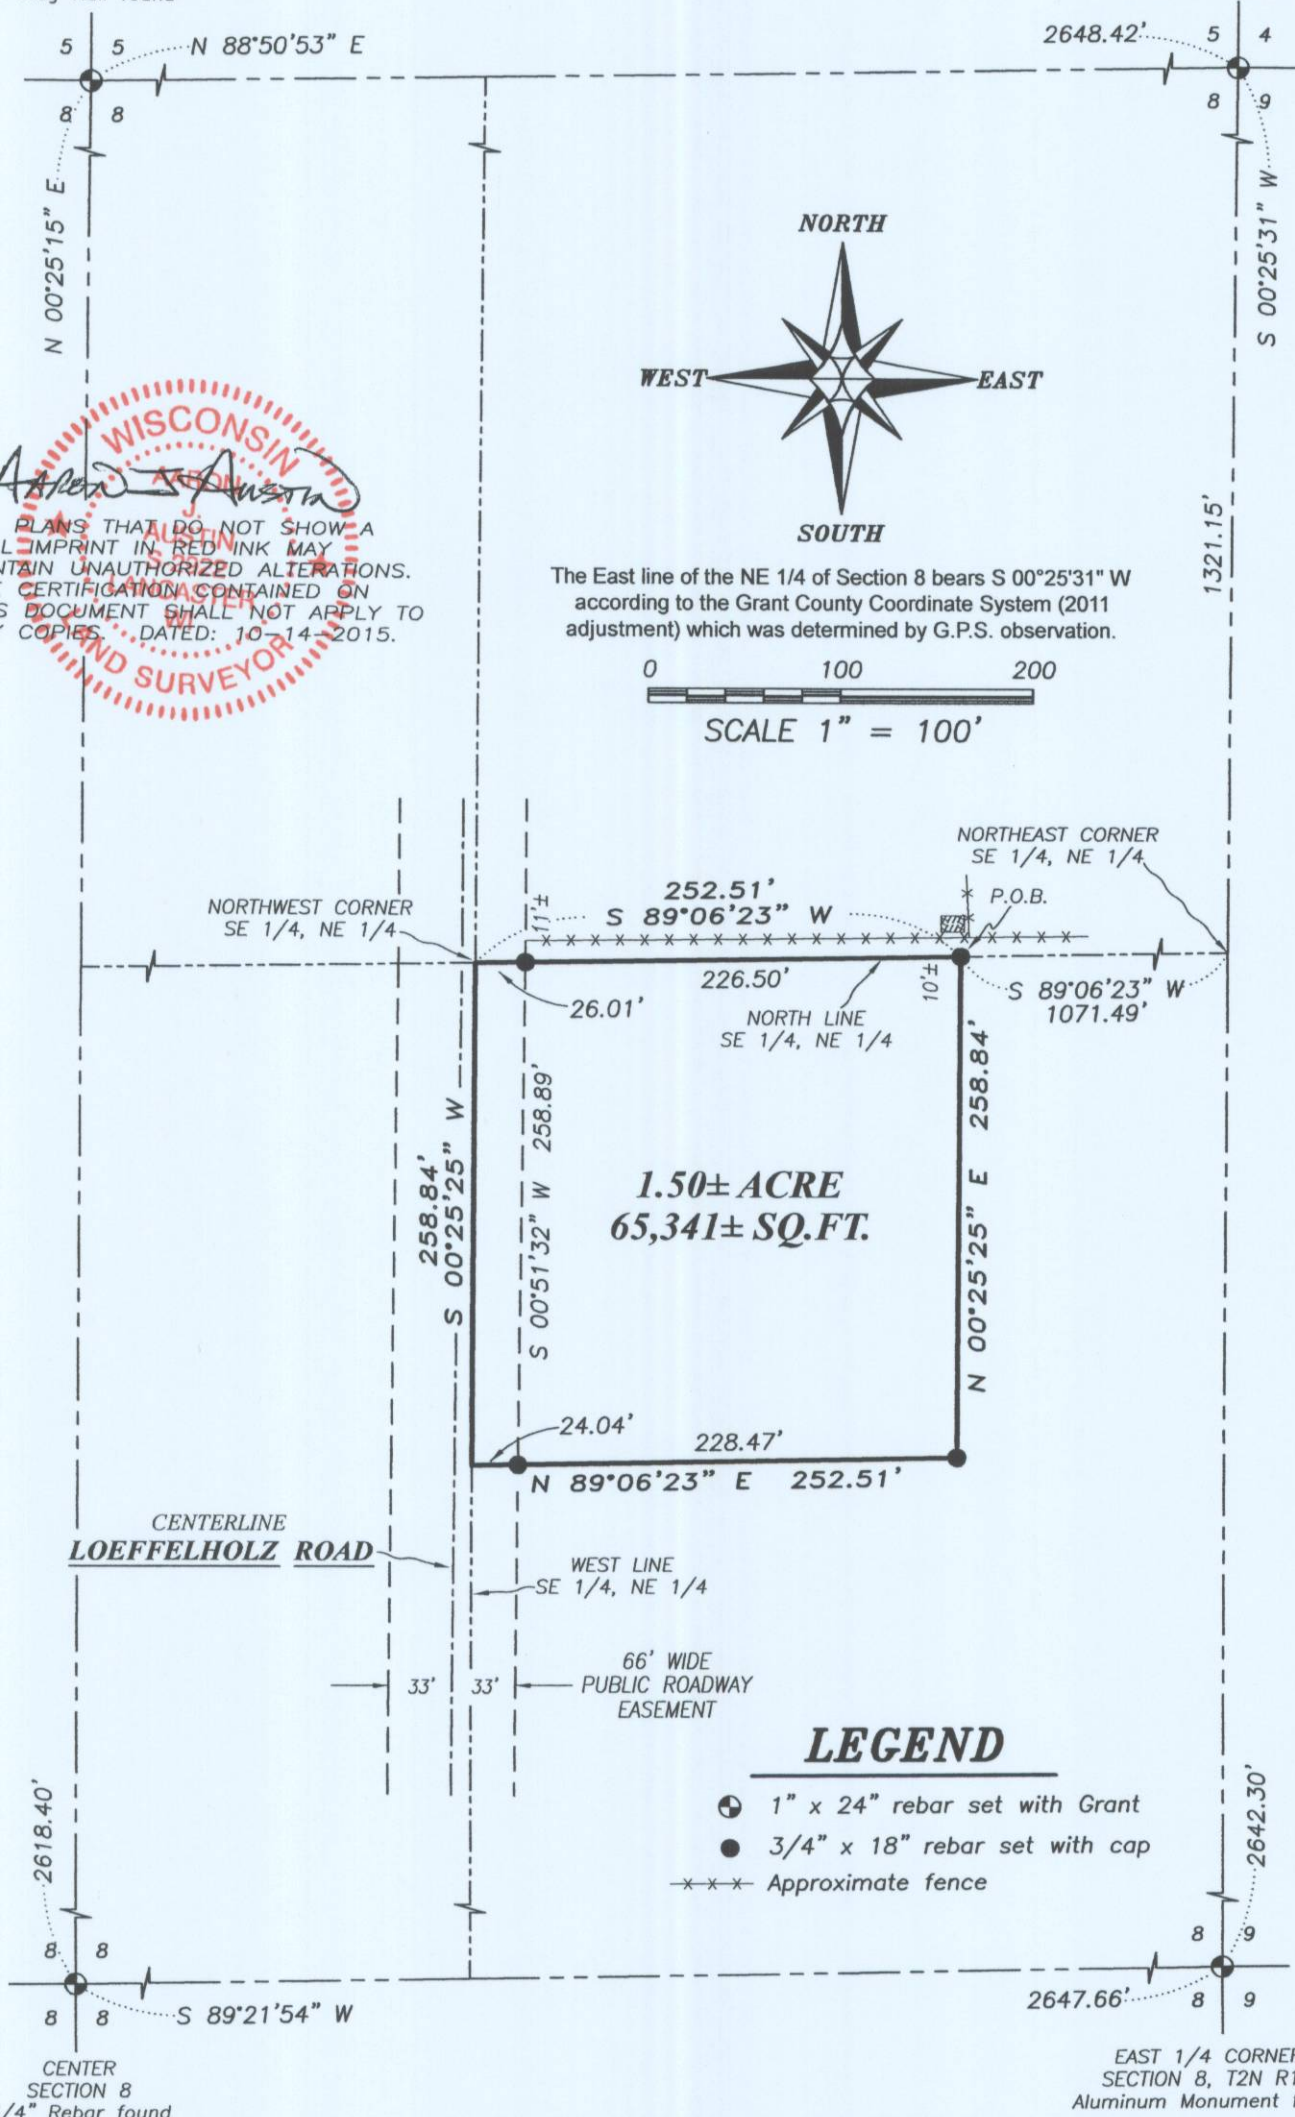 N 88°50'53" E
2648.42'
5 5
8 8
5 4
8 9
N 00°25'15" E
S 00°25'31" W
NORTH
WEST
EAST
SOUTH
WISCONSIN
AARON
J.
AUSTIN
LANCASTER
WI
LAND SURVEYOR
PLANS THAT DO NOT SHOW A
IMPRINT IN RED INK MAY
UNAUTHORIZED ALTERATIONS.
CERTIFICATION CONTAINED ON
DOCUMENT SHALL NOT APPLY TO
COPIES. DATED: 10-14-2015.
1321.15'
The East line of the NE 1/4 of Section 8 bears S 00°25'31" W
according to the Grant County Coordinate System (2011
adjustment) which was determined by G.P.S. observation.
0 100 200
SCALE 1" = 100'
NORTHEAST CORNER
SE 1/4, NE 1/4
P.O.B.
NORTHWEST CORNER
SE 1/4, NE 1/4
11'±
252.51'
S 89°06'23" W
226.50'
26.01'
10'±
NORTH LINE
SE 1/4, NE 1/4
S 89°06'23" W
1071.49'
258.84'
S 00°25'25" W
S 00°51'32" W 258.89'
1.50± ACRE
65,341± SQ.FT.
N 00°25'25" E 258.84'
24.04'
228.47'
N 89°06'23" E 252.51'
CENTERLINE
LOEFFELHOLZ ROAD
WEST LINE
SE 1/4, NE 1/4
33' 33'
66' WIDE
PUBLIC ROADWAY
EASEMENT
LEGEND
1" x 24" rebar set with Grant
3/4" x 18" rebar set with cap
x x x Approximate fence
2618.40'
2642.30'
8 8
8 8
8 9
8 9
S 89°21'54" W
2647.66'
CENTER
SECTION 8
/4" Rebar found
EAST 1/4 CORNER
SECTION 8, T2N R1
Aluminum Monument